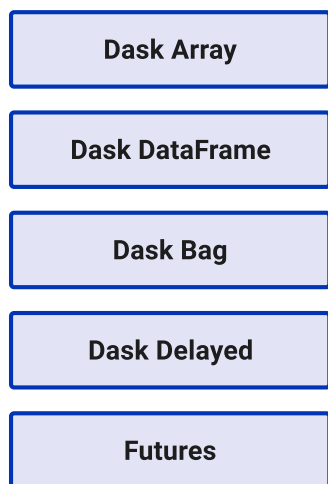 Dask Array
Dask DataFrame
Dask Bag
Dask Delayed
Futures